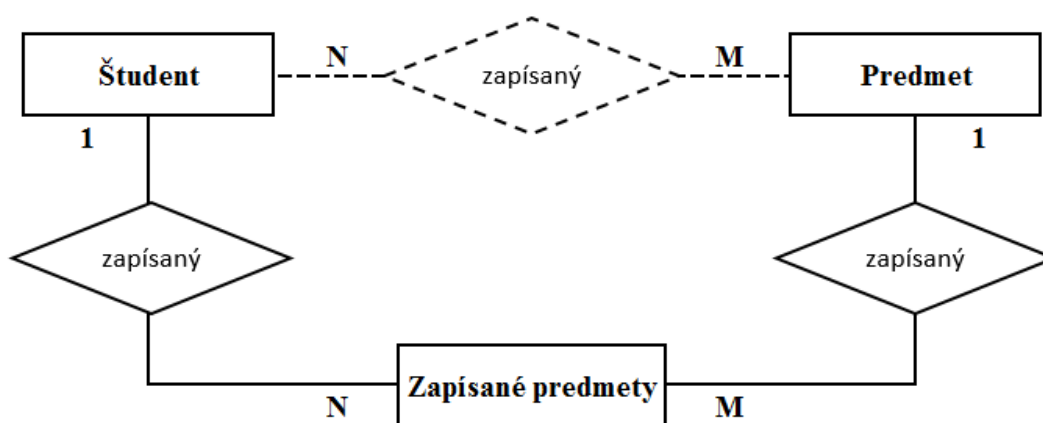 Študent N zapísaný M Predmet
1 1
zapísaný zapísaný
Zapísané predmety
N M